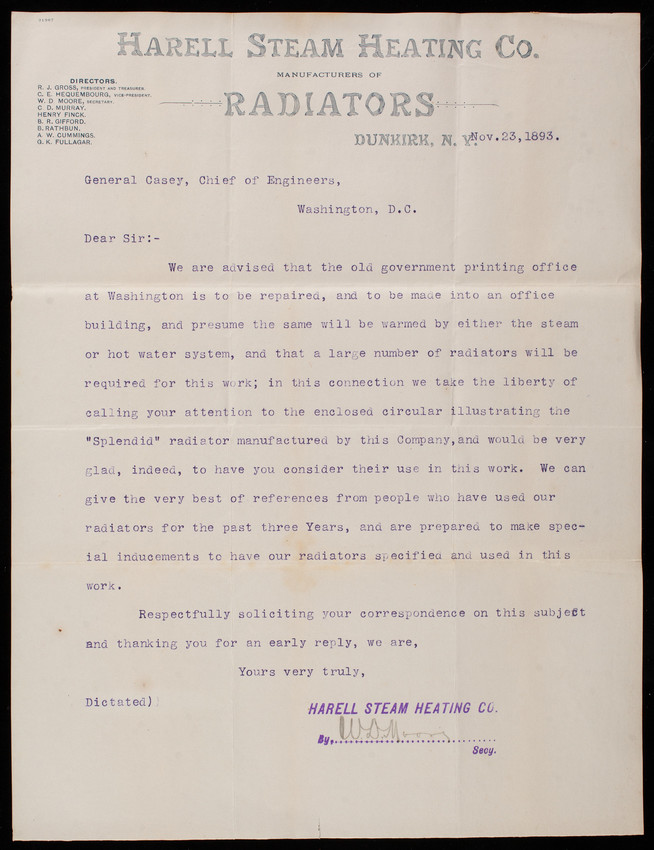 HARELL STEAM HEATING CO.
MANUFACTURERS OF
RADIATORS
DUNKIRK, N. Y. Nov.23,1893.
DIRECTORS.
R. J. GROSS, PRESIDENT AND TREASURER.
C. E. HEQUEMBOURG, VICE-PRESIDENT.
W. D MOORE, SECRETARY.
C. D. MURRAY.
HENRY FINCK.
B. R. GIFFORD.
B. RATHBUN.
A W. CUMMINGS.
G. K. FULLAGAR.
General Casey, Chief of Engineers,
Washington, D.C.
Dear Sir:-
We are advised that the old government printing office
at Washington is to be repaired, and to be made into an office
building, and presume the same will be warmed by either the steam
or hot water system, and that a large number of radiators will be
required for this work; in this connection we take the liberty of
calling your attention to the enclosed circular illustrating the
"Splendid" radiator manufactured by this Company,and would be very
glad, indeed, to have you consider their use in this work. We can
give the very best of references from people who have used our
radiators for the past three Years, and are prepared to make spec-
ial inducements to have our radiators specified and used in this
work.
Respectfully soliciting your correspondence on this subject
and thanking you for an early reply, we are,
Yours very truly,
Dictated)
HARELL STEAM HEATING CO.
By, W D Moore
Secy.